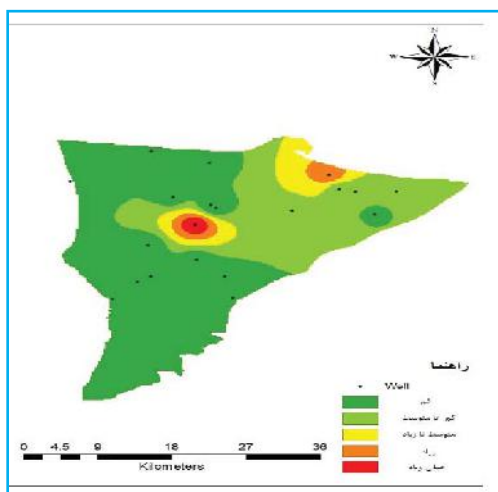 N
W E
S
راهنما
Well
کم
کم تا متوسط
متوسط تا زیاد
زیاد
خیلی زیاد
0 4.5 9 18 27 36
Kilometers